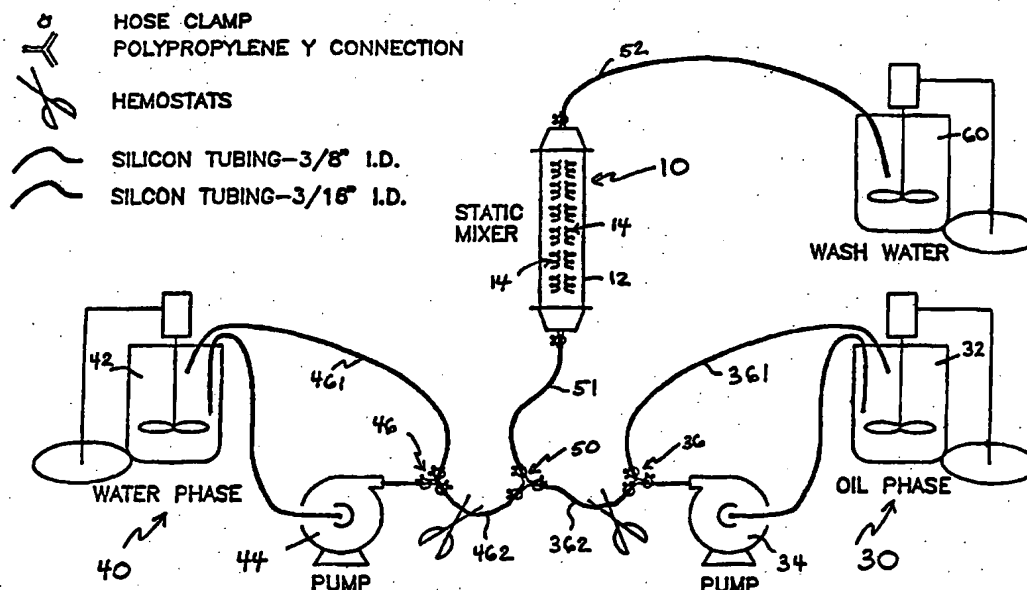 HOSE CLAMP
POLYPROPYLENE Y CONNECTION
HEMOSTATS
SILICON TUBING-3/8" I.D.
SILCON TUBING-3/16" I.D.
52
60
10
STATIC
MIXER
14
14
12
WASH WATER
42
461
51
361
32
46
50
36
WATER PHASE
OIL PHASE
40
44
462
362
34
30
PUMP
PUMP